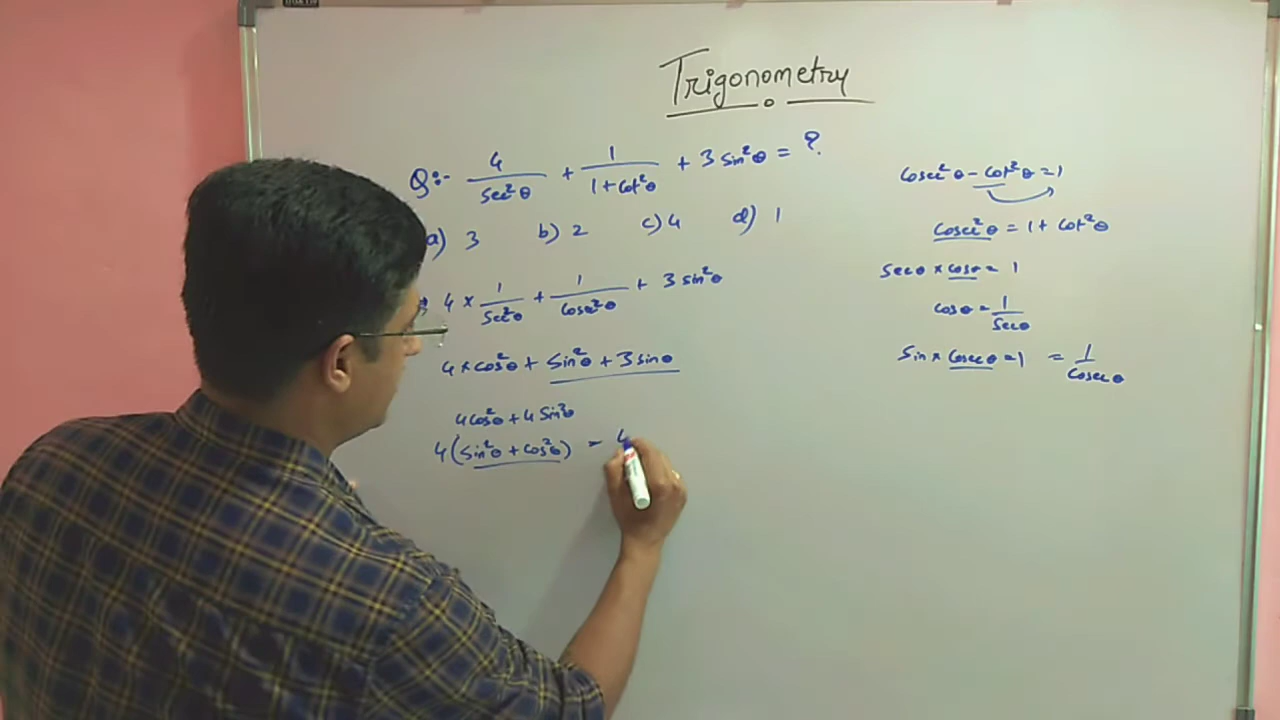 Trigonometry
Q:- 4/sec²θ + 1/1+cot²θ + 3 sin²θ = ?
a) 3 b) 2 c) 4 d) 1
4 × 1/sec²θ + 1/cosec²θ + 3 sin²θ
4 × cos²θ + sin²θ + 3 sinθ
4cos²θ + 4 sin²θ
4(sin²θ + cos²θ) = 4
cosec²θ - cot²θ = 1
cosec²θ = 1 + cot²θ
secθ × cosθ = 1
cosθ = 1/secθ
sin × cosecθ = 1 = 1/cosecθ